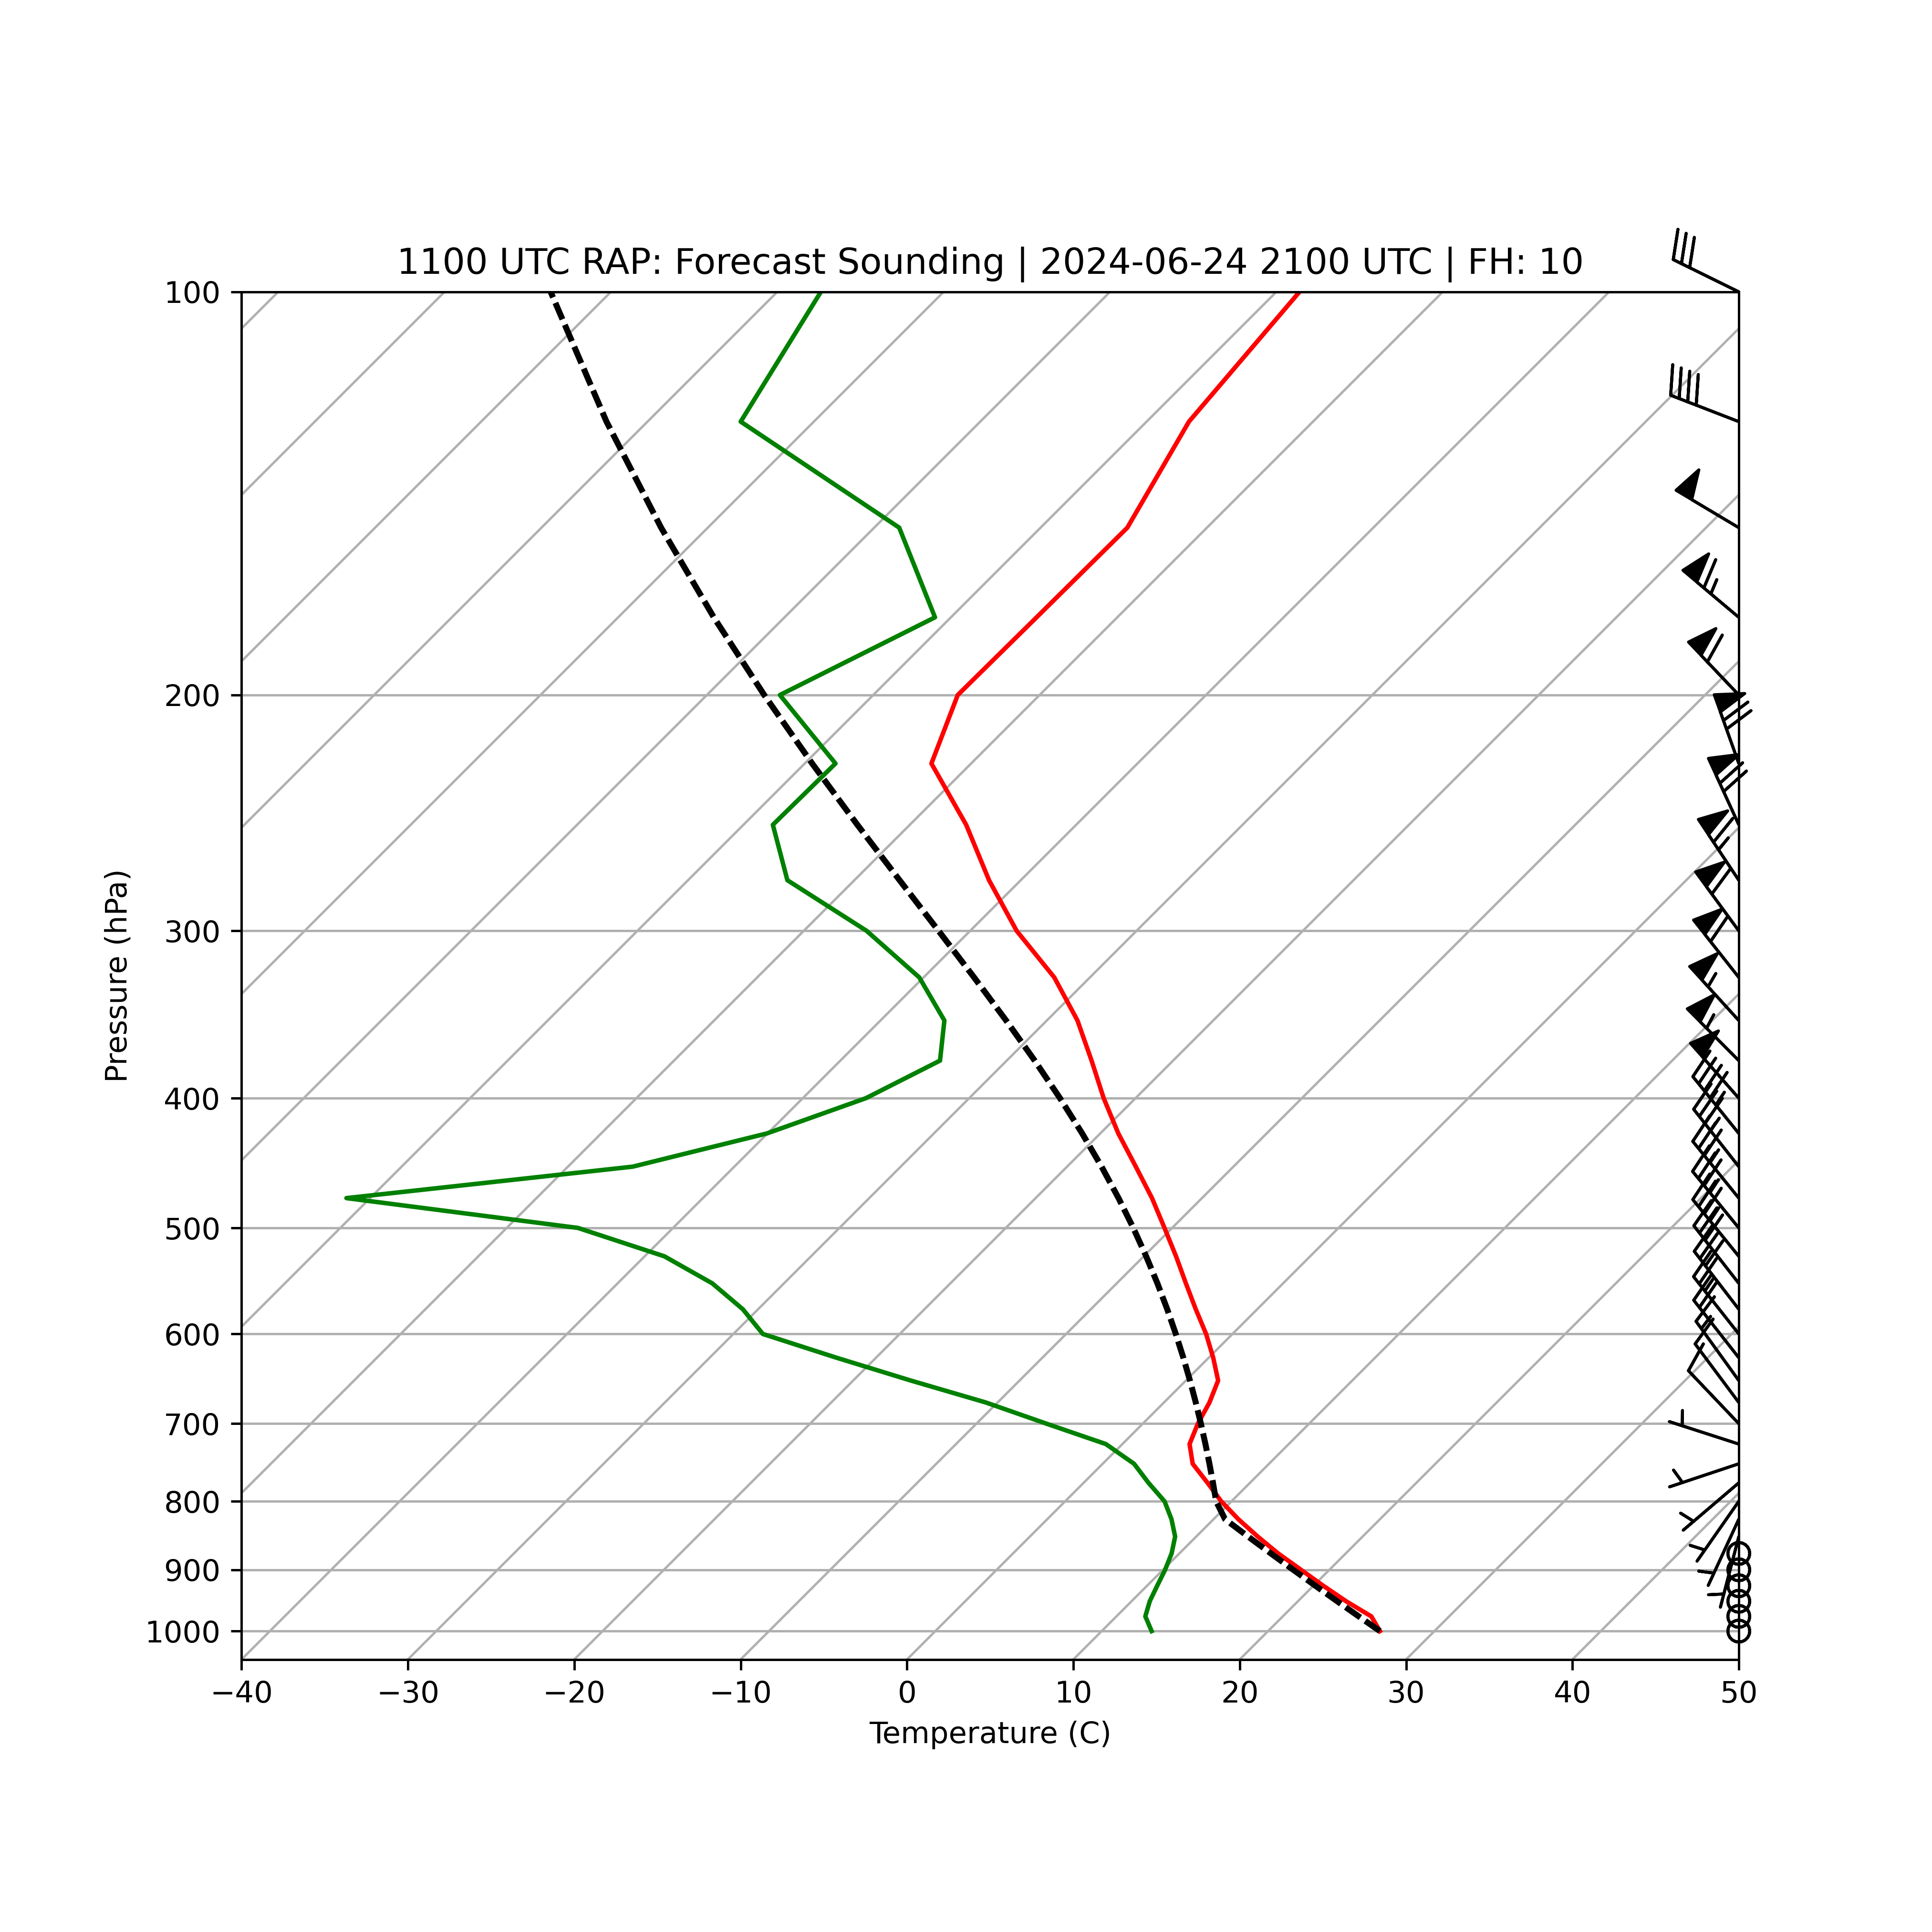 1100 UTC RAP: Forecast Sounding | 2024-06-24 2100 UTC | FH: 10
100
200
300
400
500
600
700
800
900
1000
Pressure (hPa)
−40 −30 −20 −10 0 10 20 30 40 50
Temperature (C)